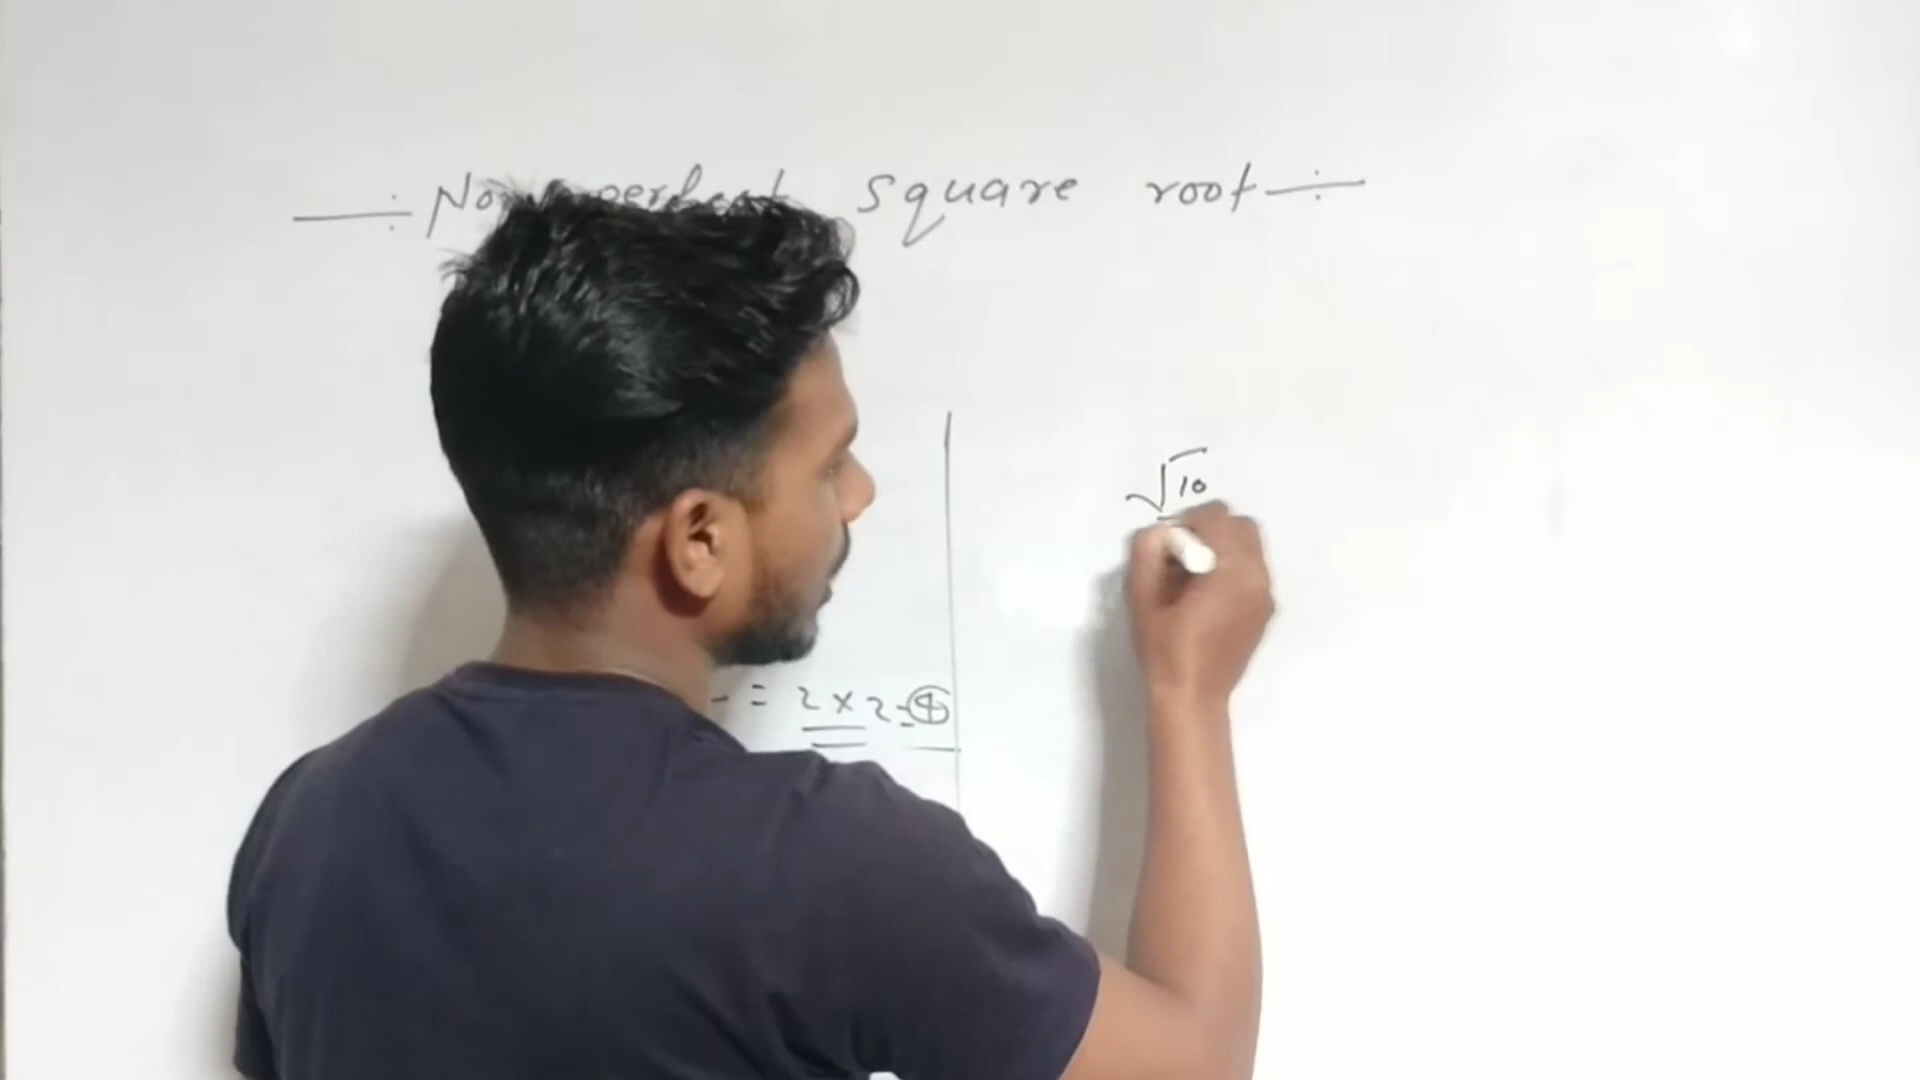 ÷ Non perfect square root ÷
√10
- = 2 x 2 = 4